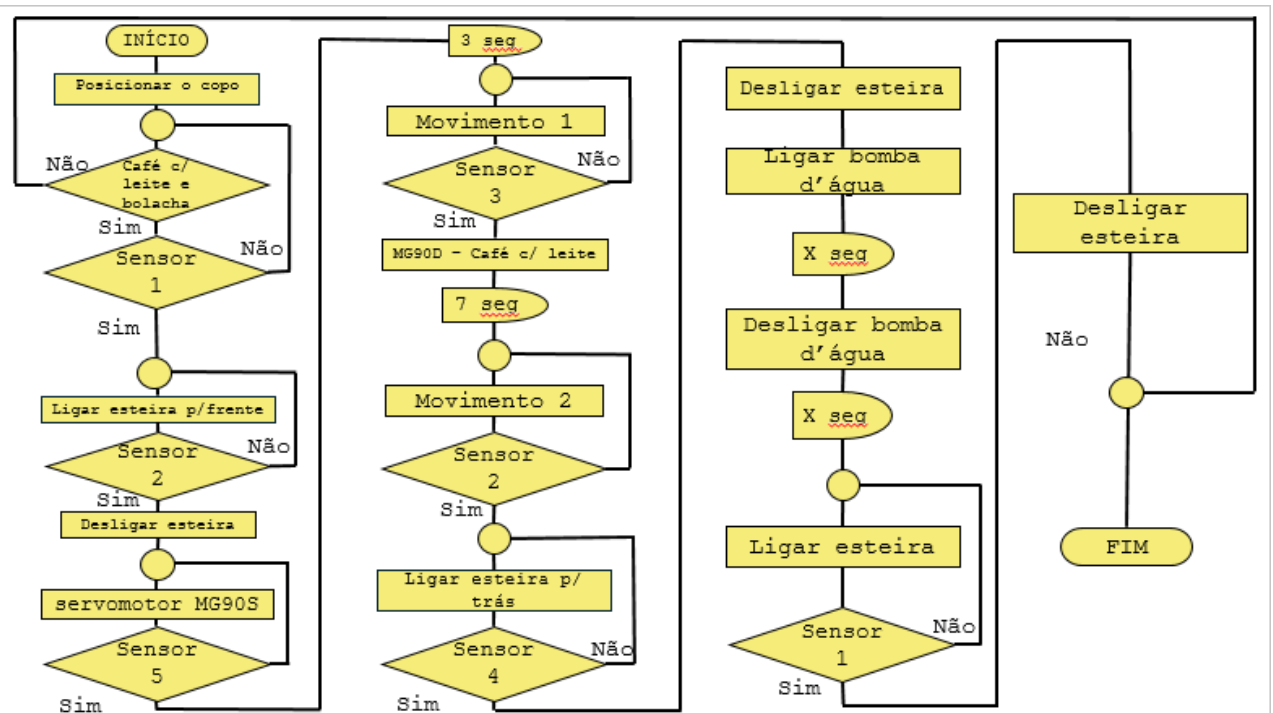 INÍCIO
Posicionar o copo
Não
Café c/
leite e
bolacha
Sim
Sensor
1
Não
Sim
Ligar esteira p/frente
Sensor
2
Não
Sim
Desligar esteira
servomotor MG90S
Sensor
5
Sim
3 seg
Movimento 1
Sensor
3
Não
Sim
MG90D – Café c/ leite
7 seg
Movimento 2
Sensor
2
Sim
Ligar esteira p/
trás
Sensor
4
Não
Sim
Desligar esteira
Ligar bomba
d’água
X seg
Desligar bomba
d’água
X seg
Ligar esteira
Sensor
1
Não
Sim
Desligar
esteira
Não
FIM